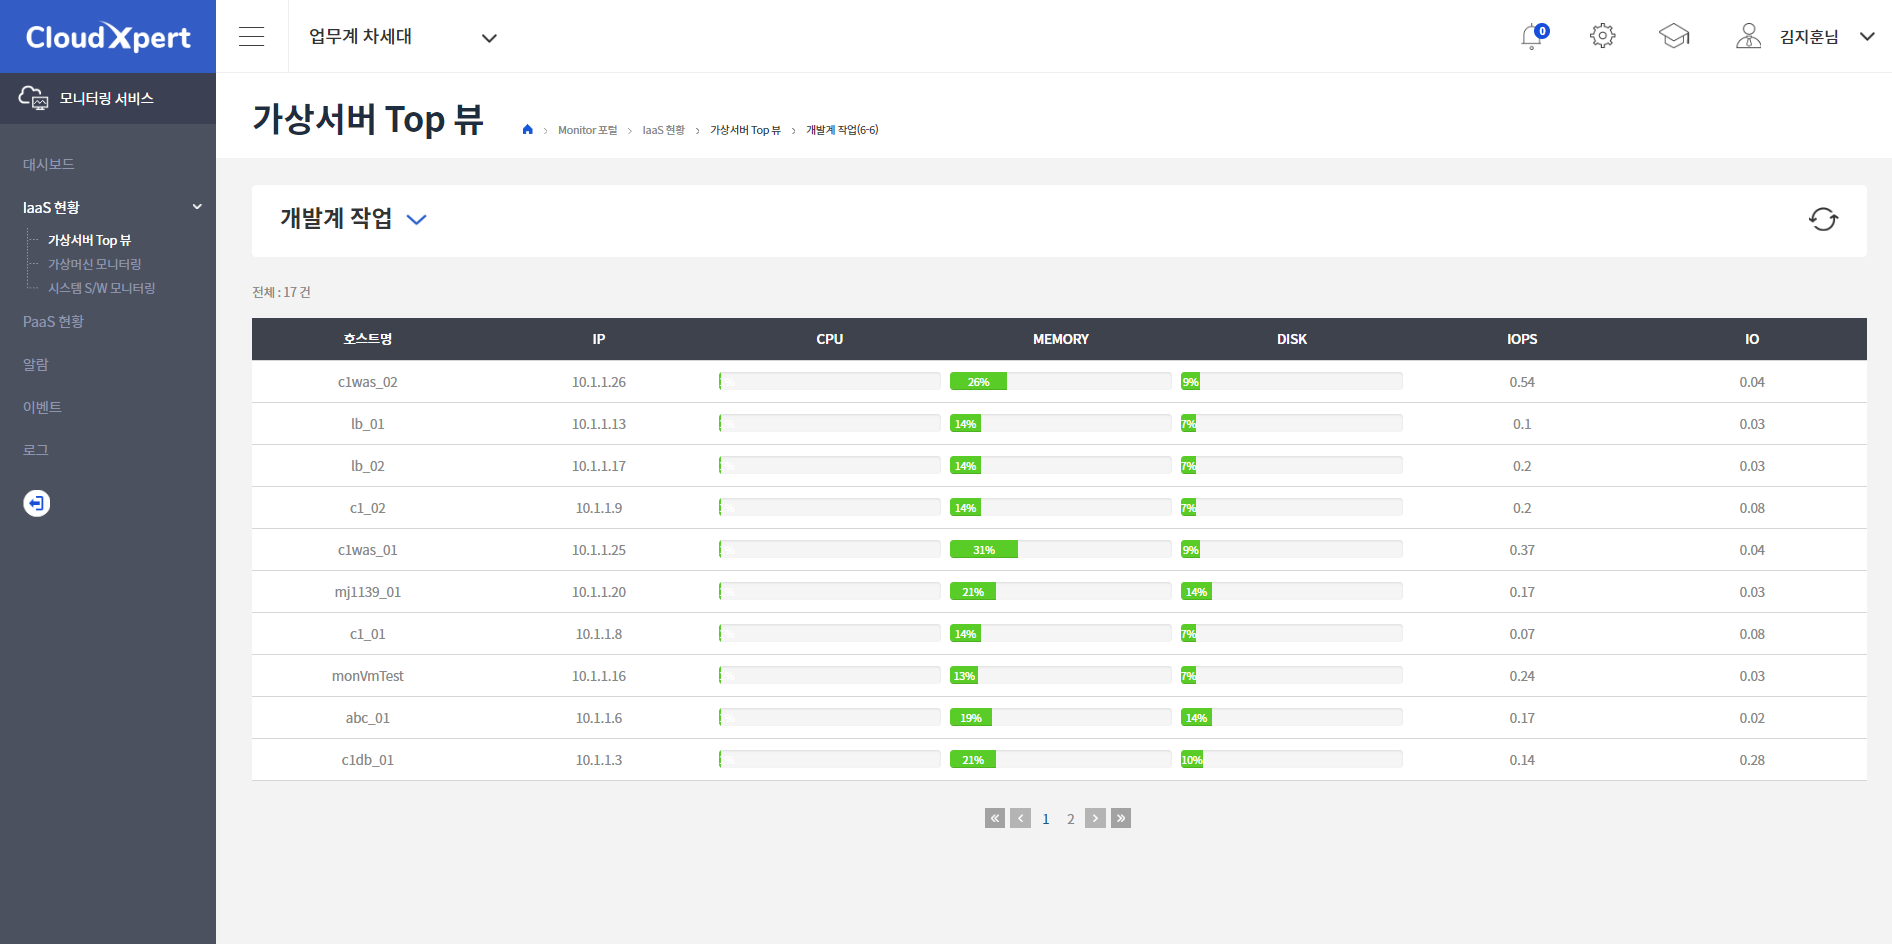 CloudXpert
업무계 차세대
0
김지훈님
모니터링 서비스
가상서버 Top 뷰
Monitor 포털 > IaaS 현황 > 가상서버 Top 뷰 > 개발계 작업(6-6)
대시보드
IaaS 현황
가상서버 Top 뷰
가상머신 모니터링
시스템 S/W 모니터링
PaaS 현황
알람
이벤트
로그
개발계 작업
전체 : 17 건
호스트명 IP CPU MEMORY DISK IOPS IO
c1was_02 10.1.1.26 26% 9% 0.54 0.04
lb_01 10.1.1.13 14% 7% 0.1 0.03
lb_02 10.1.1.17 14% 7% 0.2 0.03
c1_02 10.1.1.9 14% 7% 0.2 0.08
c1was_01 10.1.1.25 31% 9% 0.37 0.04
mj1139_01 10.1.1.20 21% 14% 0.17 0.03
c1_01 10.1.1.8 14% 7% 0.07 0.08
monVmTest 10.1.1.16 13% 7% 0.24 0.03
abc_01 10.1.1.6 19% 14% 0.17 0.02
c1db_01 10.1.1.3 21% 10% 0.14 0.28
« ‹ 1 2 › »